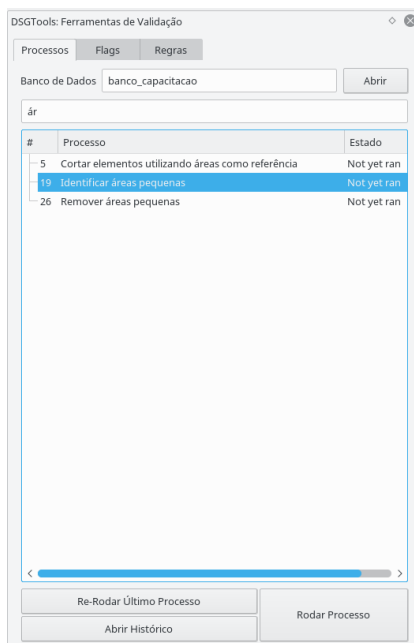 DSGTools: Ferramentas de Validação
Processos Flags Regras
Banco de Dados banco_capacitacao Abrir
ár
# Processo Estado
5 Cortar elementos utilizando áreas como referência Not yet ran
19 Identificar áreas pequenas Not yet ran
26 Remover áreas pequenas Not yet ran
Re-Rodar Último Processo
Rodar Processo
Abrir Histórico